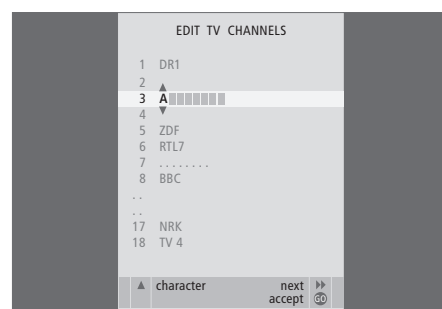 EDIT TV CHANNELS
1 DR1
2
3 A
4
5 ZDF
6 RTL7
7 ........
8 BBC
..
..
17 NRK
18 TV 4
▲ character next ▶▶
accept GO